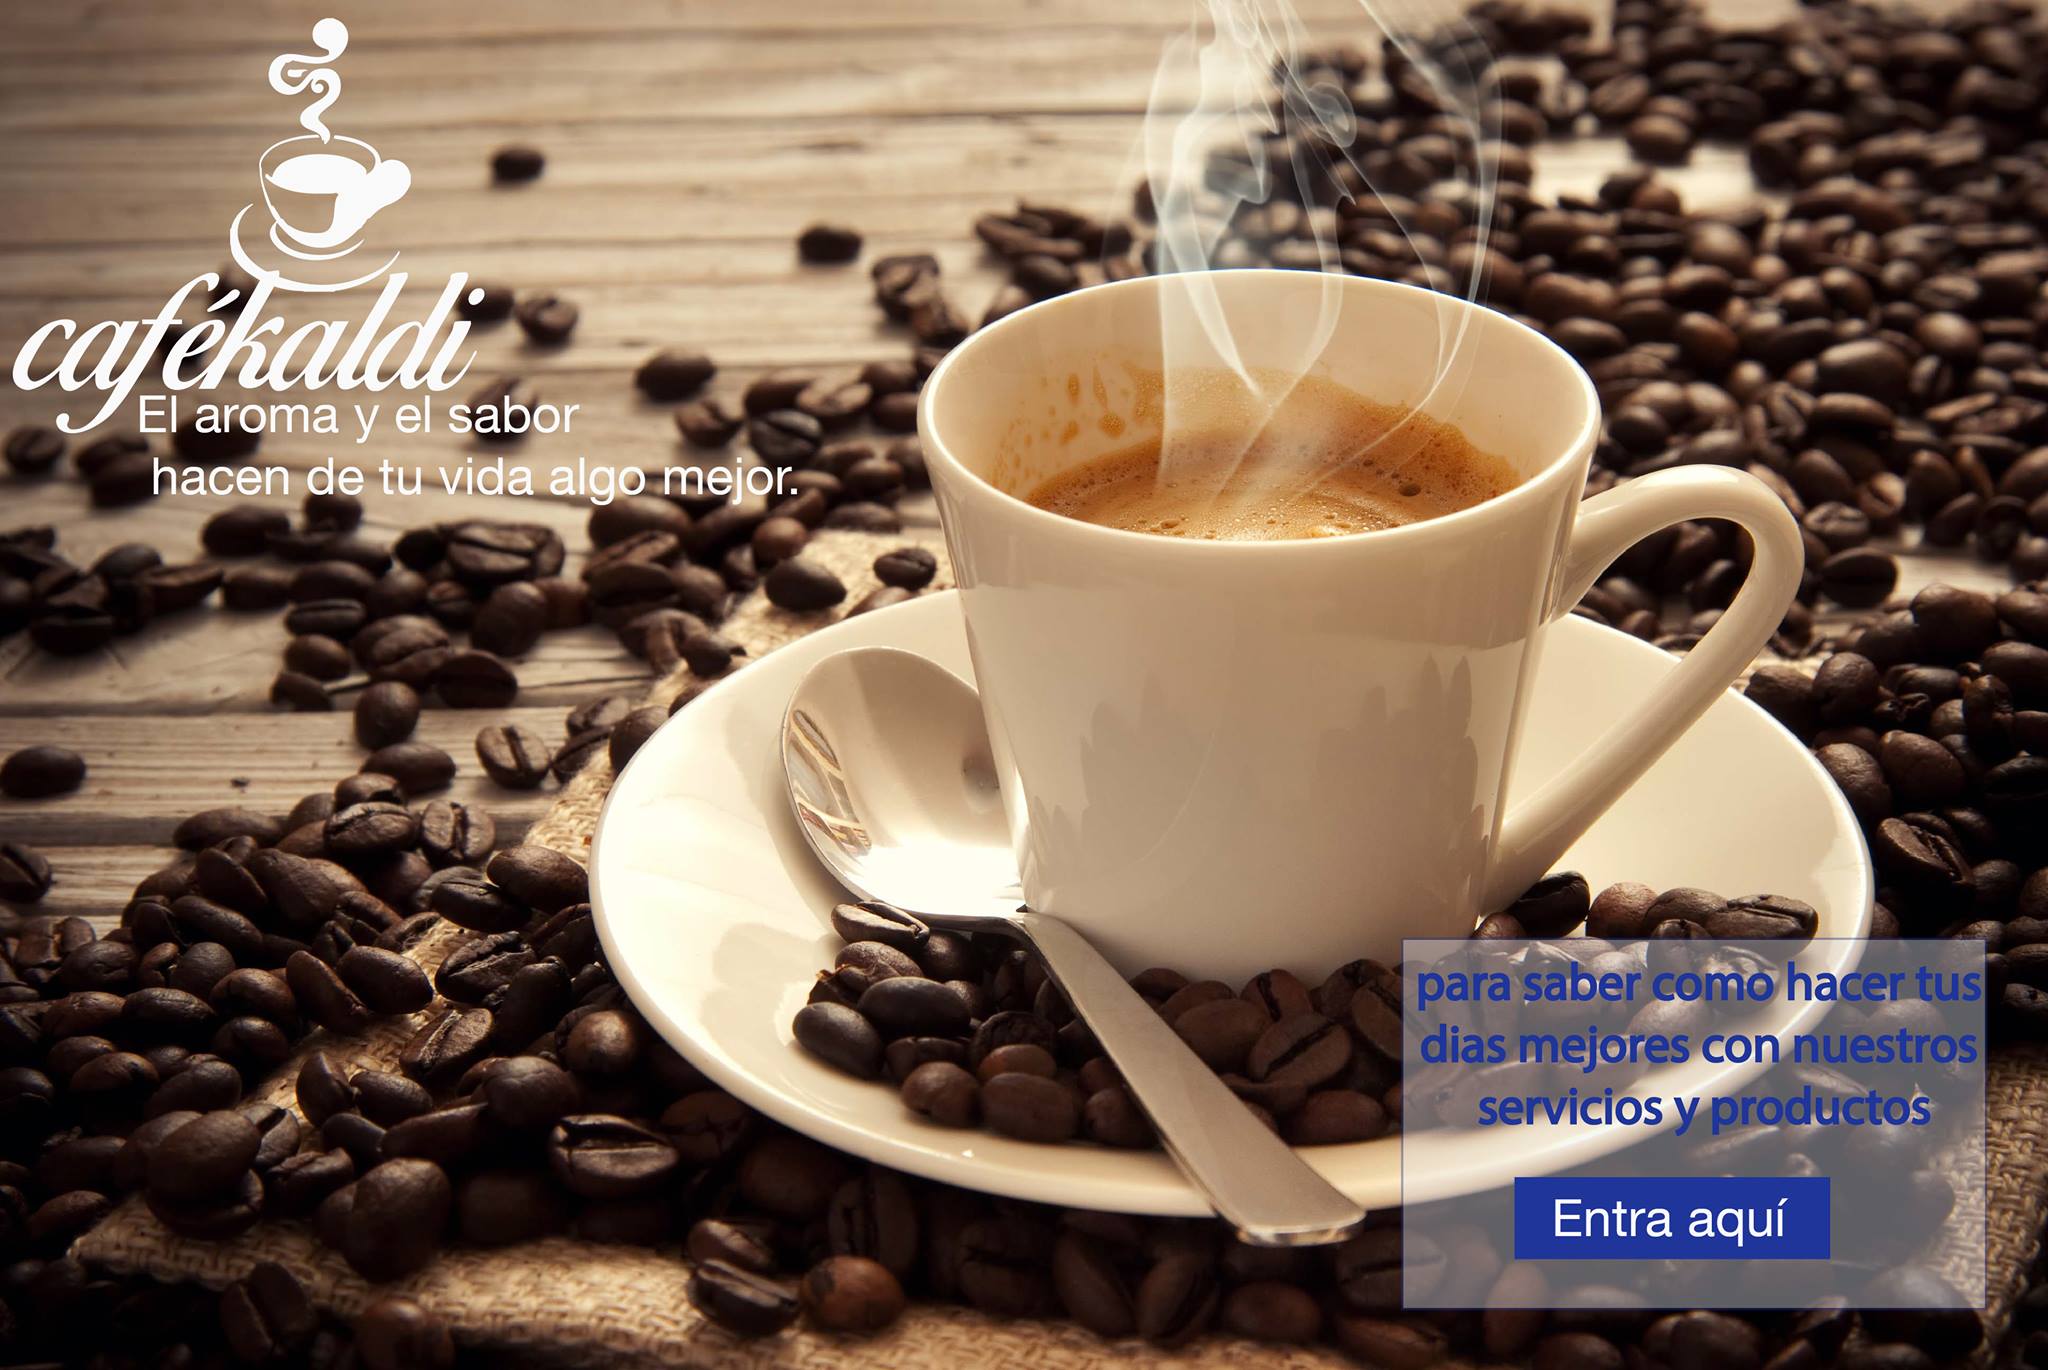 cafékaldi
El aroma y el sabor
hacen de tu vida algo mejor.
para saber como hacer tus
dias mejores con nuestros
servicios y productos
Entra aquí